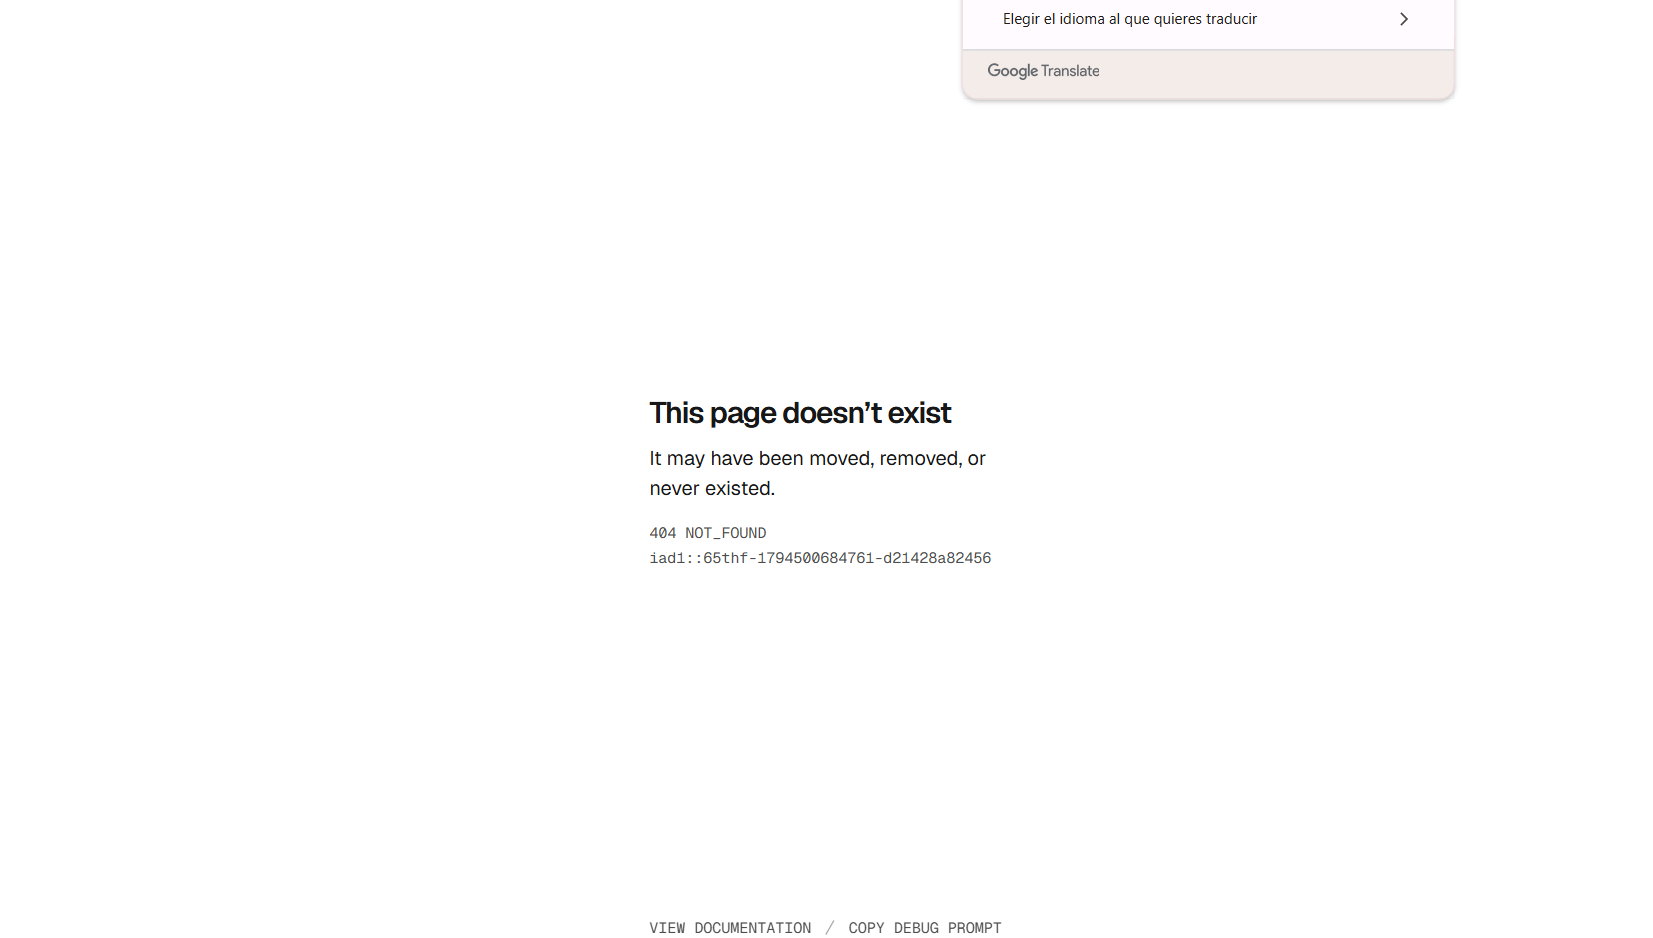 Elegir el idioma al que quieres traducir
Google Translate
This page doesn’t exist
It may have been moved, removed, or
never existed.
404 NOT_FOUND
iad1::65thf-1794500684761-d21428a82456
VIEW DOCUMENTATION / COPY DEBUG PROMPT